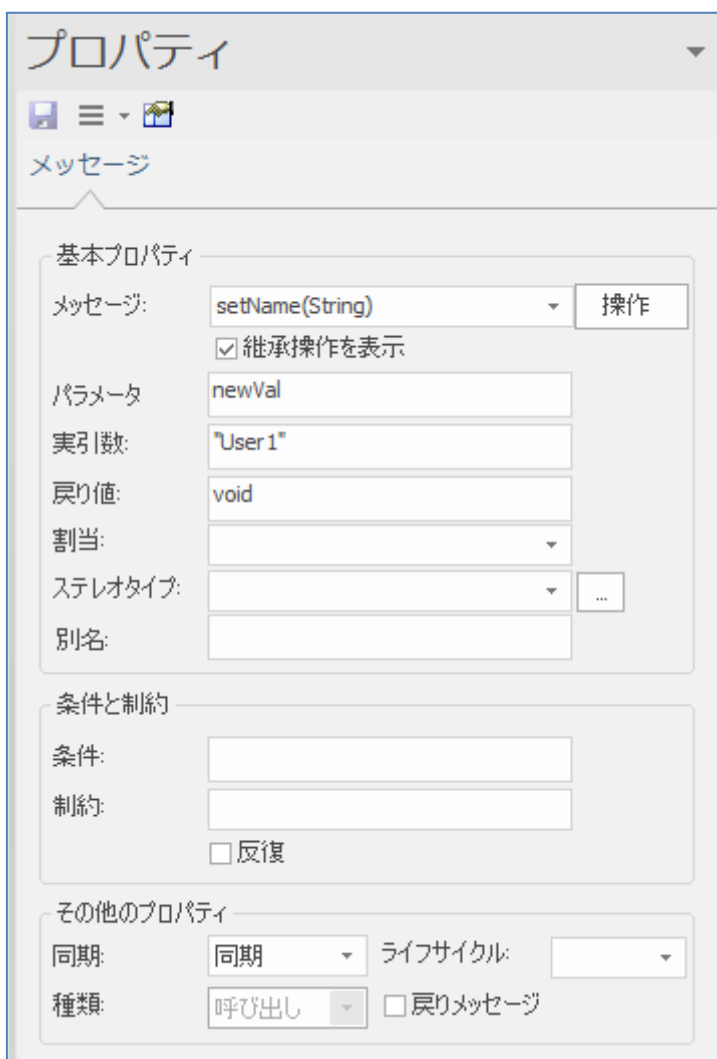 プロパティ
メッセージ
基本プロパティ
メッセージ: setName(String) 操作
継承操作を表示
パラメータ newVal
実引数: "User1"
戻り値: void
割当:
ステレオタイプ: ...
別名:
条件と制約
条件:
制約:
反復
その他のプロパティ
同期: 同期 ライフサイクル:
種類: 呼び出し 戻りメッセージ